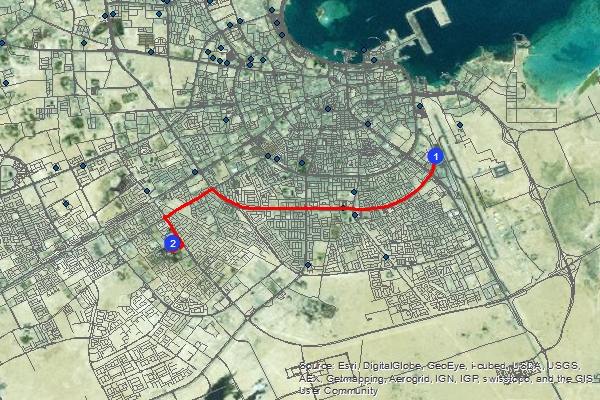 1
2
Source: Esri, DigitalGlobe, GeoEye, i-cubed, USDA, USGS,
AEX, Getmapping, Aerogrid, IGN, IGP, swisstopo, and the GIS
User Community